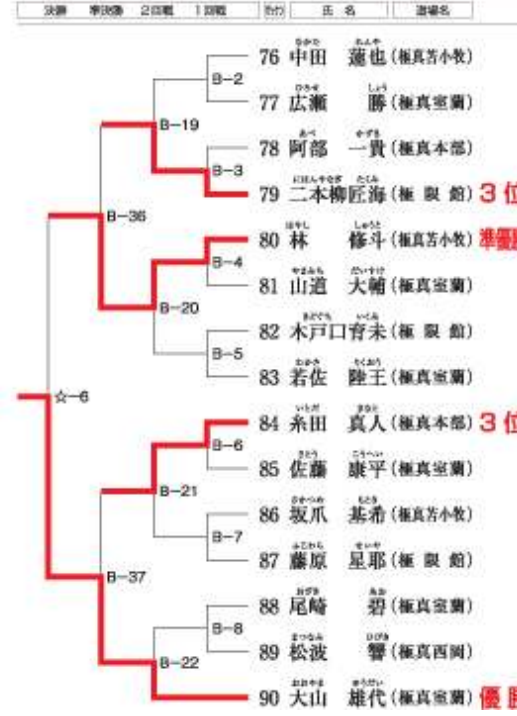 決勝 準決勝 2回戦 1回戦 氏 名 道場名
76 中田 蓮也 (極真苫小牧)
B-2
77 広瀬 勝 (極真室蘭)
B-19
78 阿部 一貴 (極真本部)
B-3
79 二本柳匠海 (極 限 館) 3位
B-36
80 林 修斗 (極真苫小牧) 準優勝
B-4
81 山道 大輔 (極真室蘭)
B-20
82 木戸口育未 (極 限 館)
B-5
83 若佐 陸王 (極真室蘭)
☆-6
84 糸田 真人 (極真本部) 3位
B-6
85 佐藤 康平 (極真室蘭)
B-21
86 坂爪 基希 (極真苫小牧)
B-7
87 藤原 星耶 (極 限 館)
B-37
88 尾崎 碧 (極真室蘭)
B-8
89 松波 響 (極真西岡)
B-22
90 大山 雄代 (極真室蘭) 優勝